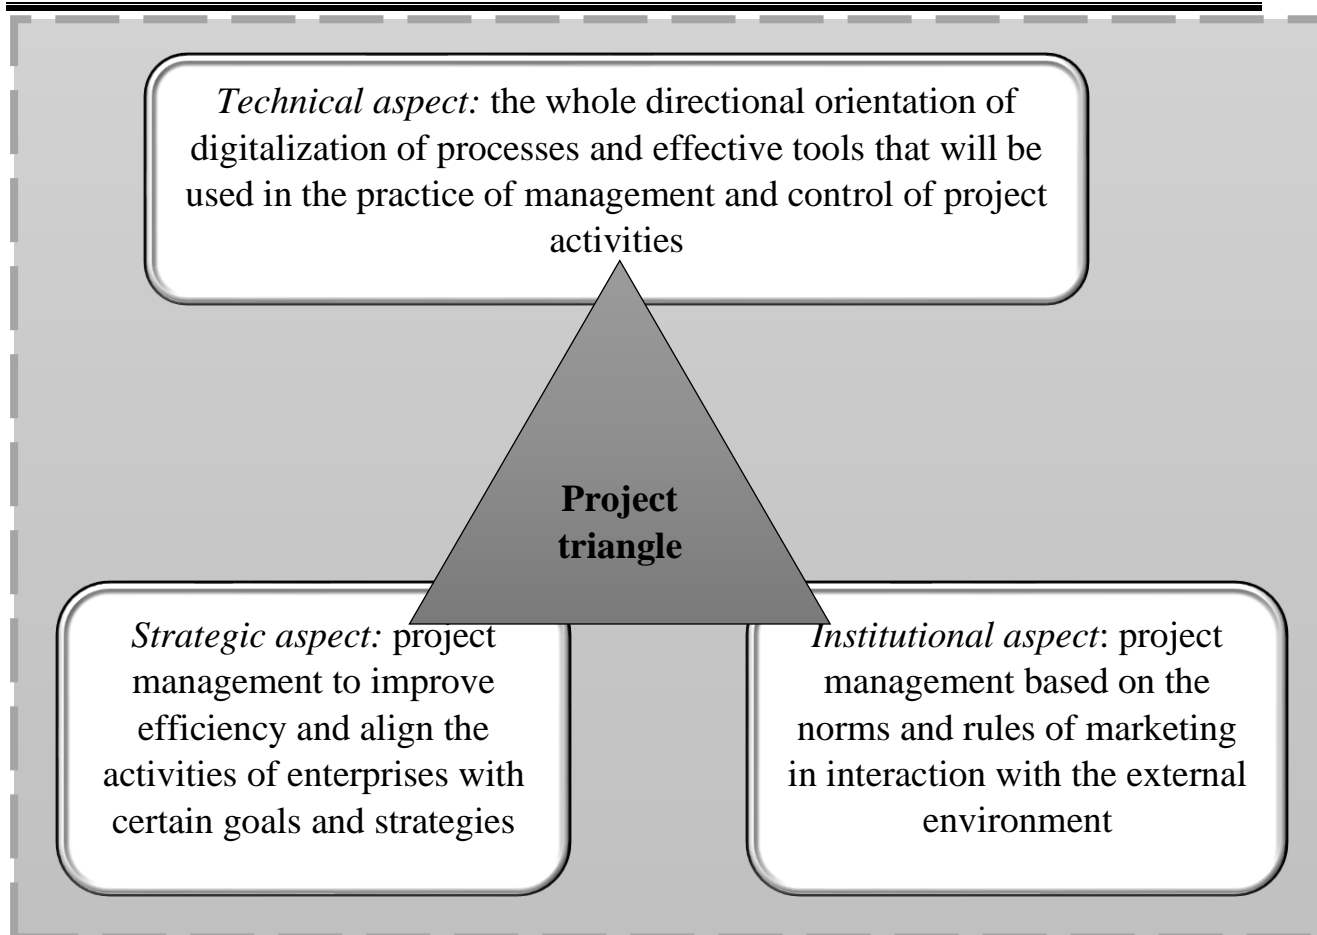 Technical aspect: the whole directional orientation of
digitalization of processes and effective tools that will be
used in the practice of management and control of project
activities
Project
triangle
Strategic aspect: project
management to improve
efficiency and align the
activities of enterprises with
certain goals and strategies
Institutional aspect: project
management based on the
norms and rules of marketing
in interaction with the external
environment